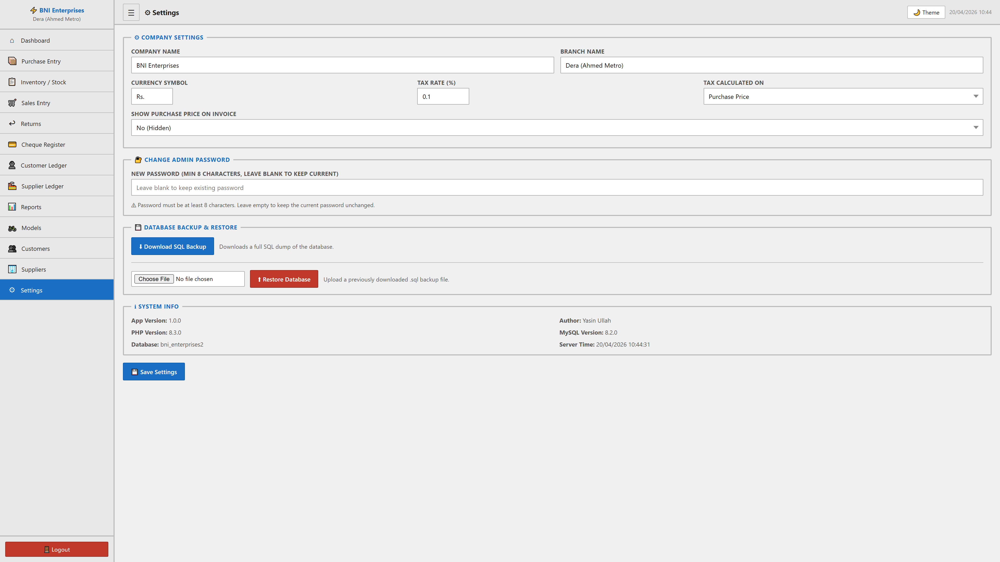 BNI Enterprises
Dera (Ahmed Metro)
Dashboard
Purchase Entry
Inventory / Stock
Sales Entry
Returns
Cheque Register
Customer Ledger
Supplier Ledger
Reports
Models
Customers
Suppliers
Settings
Logout
Settings
Theme
20/04/2026 10:44
COMPANY SETTINGS
COMPANY NAME
BRANCH NAME
BNI Enterprises
Dera (Ahmed Metro)
CURRENCY SYMBOL
TAX RATE (%)
TAX CALCULATED ON
Rs.
0.1
Purchase Price
SHOW PURCHASE PRICE ON INVOICE
No (Hidden)
CHANGE ADMIN PASSWORD
NEW PASSWORD (MIN 8 CHARACTERS, LEAVE BLANK TO KEEP CURRENT)
Leave blank to keep existing password
⚠ Password must be at least 8 characters. Leave empty to keep the current password unchanged.
DATABASE BACKUP & RESTORE
⬇ Download SQL Backup
Downloads a full SQL dump of the database.
Choose File No file chosen
⬆ Restore Database
Upload a previously downloaded .sql backup file.
ℹ SYSTEM INFO
App Version: 1.0.0
Author: Yasin Ullah
PHP Version: 8.3.0
MySQL Version: 8.2.0
Database: bni_enterprises2
Server Time: 20/04/2026 10:44:31
Save Settings